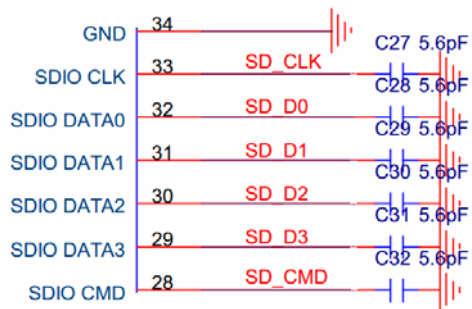 GND 34
C27 5.6pF
SDIO CLK 33 SD_CLK
C28 5.6pF
SDIO DATA0 32 SD_D0
C29 5.6pF
SDIO DATA1 31 SD_D1
C30 5.6pF
SDIO DATA2 30 SD_D2
C31 5.6pF
SDIO DATA3 29 SD_D3
C32 5.6pF
SDIO CMD 28 SD_CMD